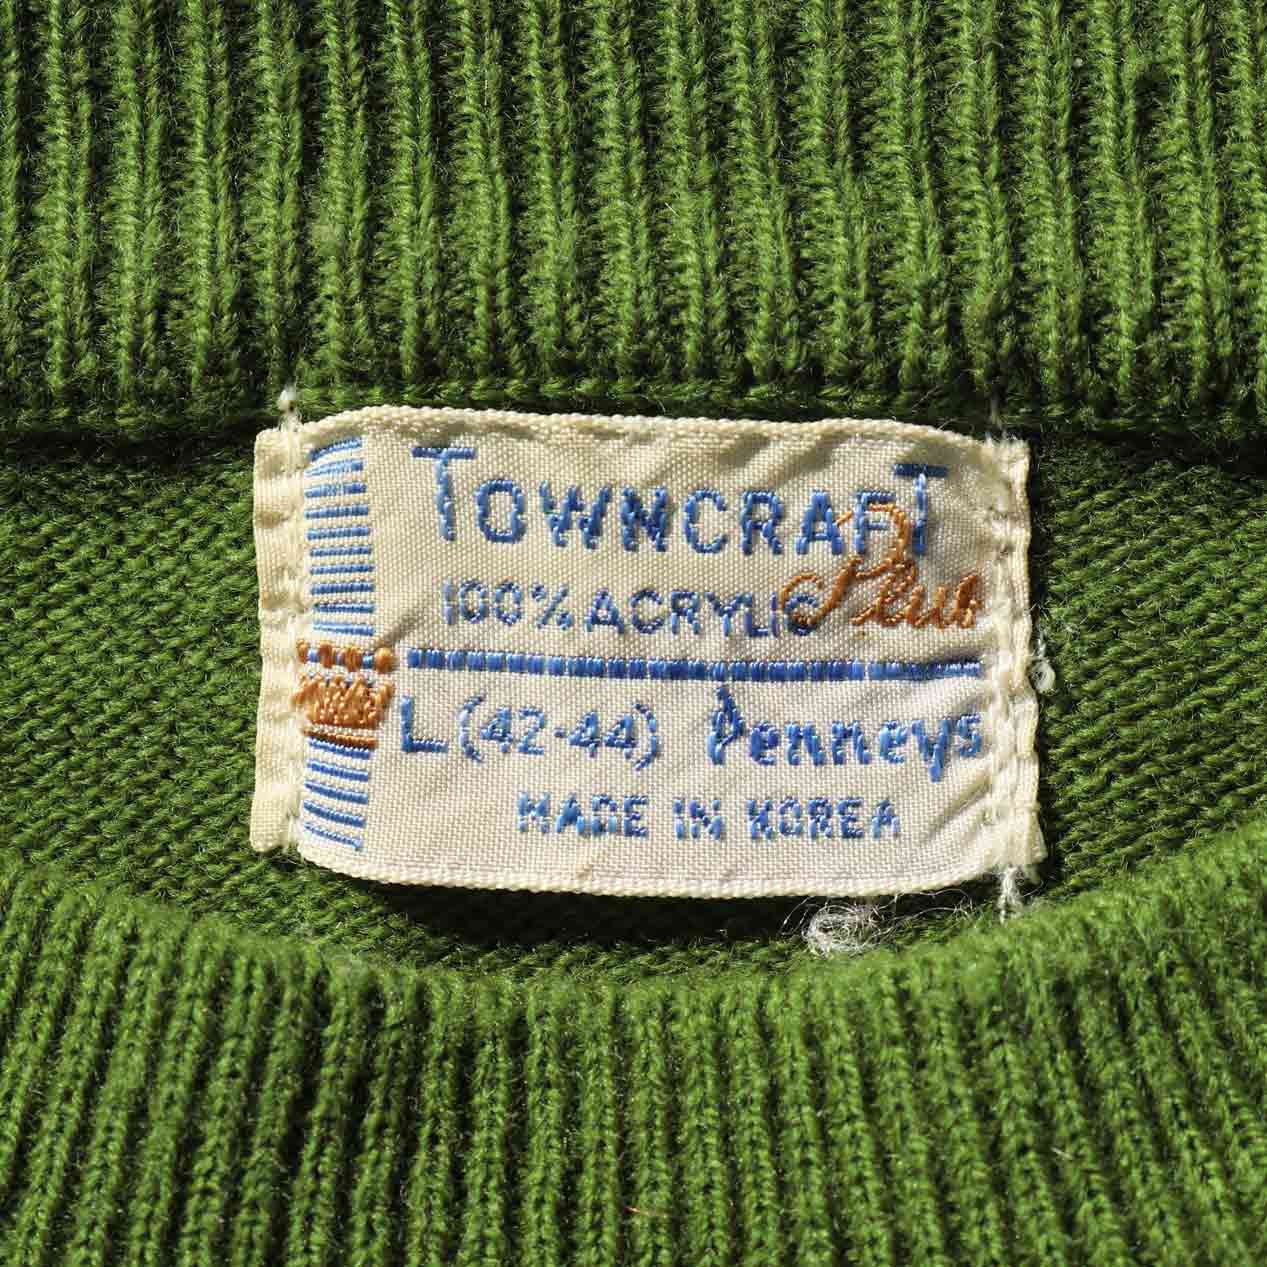 TOWNCRAFT
Plus
100% ACRYLIC
L (42-44) Penneys
MADE IN KOREA